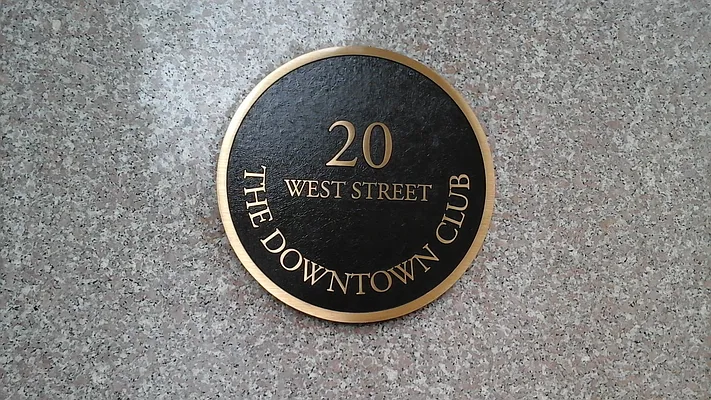 20
WEST STREET
THE DOWNTOWN CLUB